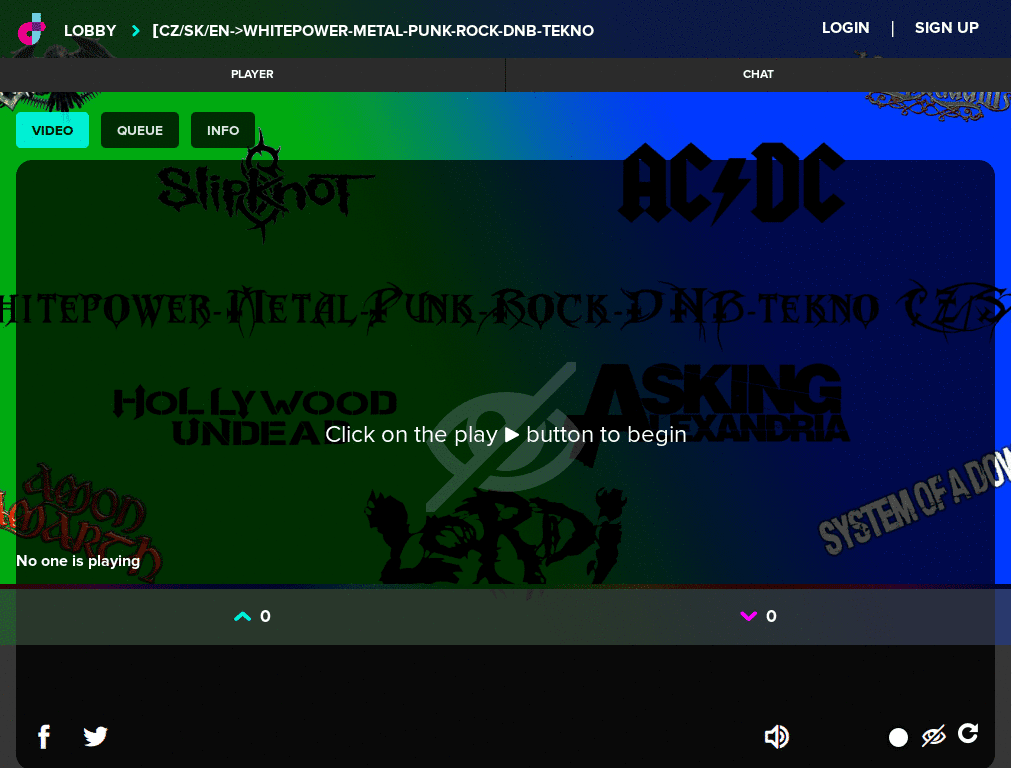 LOBBY
[CZ/SK/EN->WHITEPOWER-METAL-PUNK-ROCK-DNB-TEKNO
LOGIN | SIGN UP
PLAYER
CHAT
VIDEO
QUEUE
INFO
SlipKnoT
AC DC
HITEPOWER-METAL-PUNK-ROCK-DNB-TEKNO CZ/S
HOLLYWOOD
UNDEAD
ASKING
ALEXANDRIA
Click on the play button to begin
AMON
AMARTH
SYSTEM OF A DOW
LORDI
No one is playing
0
0